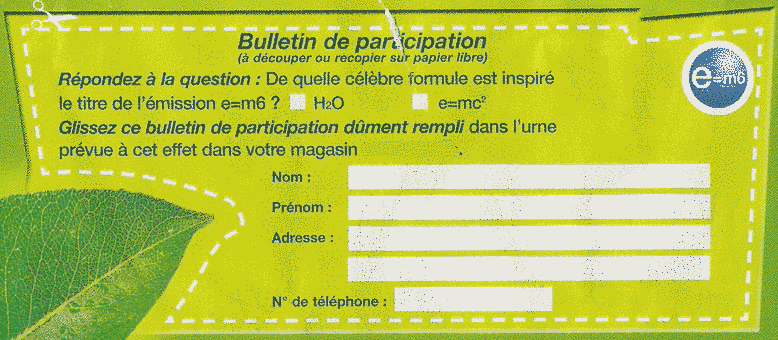 Bulletin de participation
(à découper ou recopier sur papier libre)
Répondez à la question : De quelle célèbre formule est inspiré
le titre de l'émission e=m6 ? H₂O e=mc²
Glissez ce bulletin de participation dûment rempli dans l'urne
prévue à cet effet dans votre magasin .
Nom :
Prénom :
Adresse :
N° de téléphone :
e=m6